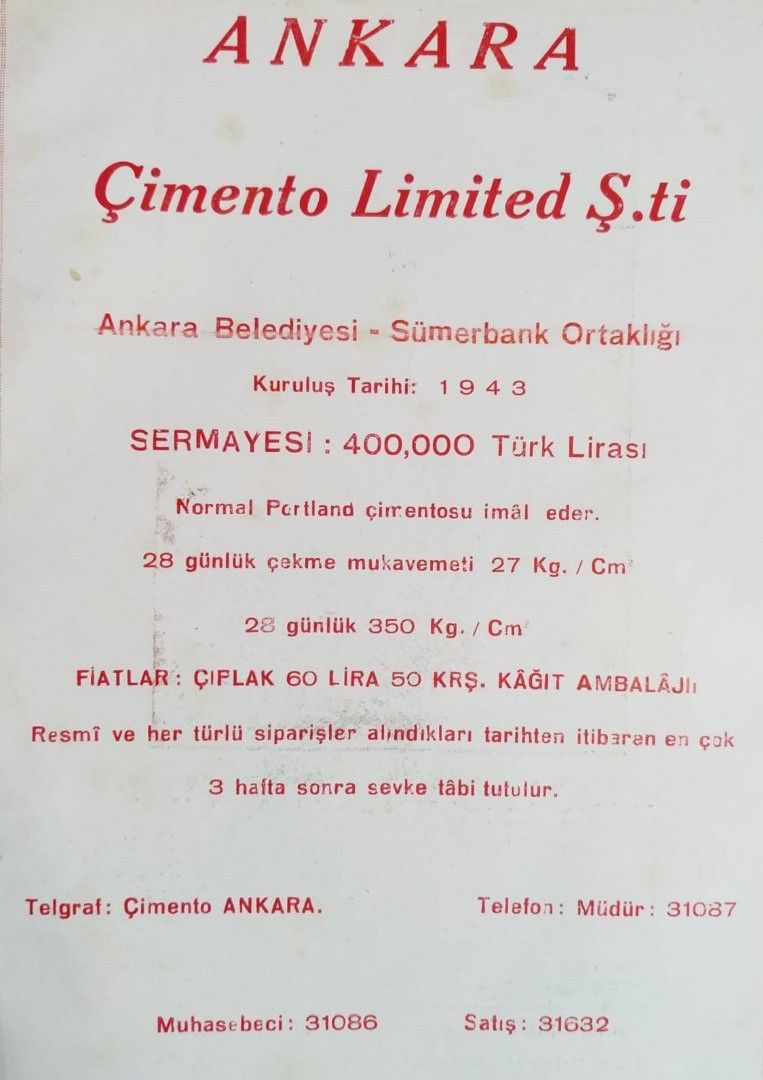 ANKARA
Çimento Limited Ş.ti
Ankara Belediyesi - Sümerbank Ortaklığı
Kuruluş Tarihi: 1943
SERMAYESİ : 400,000 Türk Lirası
Normal Portland çimentosu imâl eder.
28 günlük çekme mukavemeti 27 Kg. / Cm²
28 günlük 350 Kg. / Cm²
FİATLAR : ÇIPLAK 60 LİRA 50 KRŞ. KÂĞIT AMBALÂJlı
Resmî ve her türlü siparişler alındıkları tarihten itibaren en çok
3 hafta sonra sevke tâbi tutulur.
Telgraf: Çimento ANKARA. Telefon: Müdür: 31087
Muhasebeci: 31086 Satış: 31632